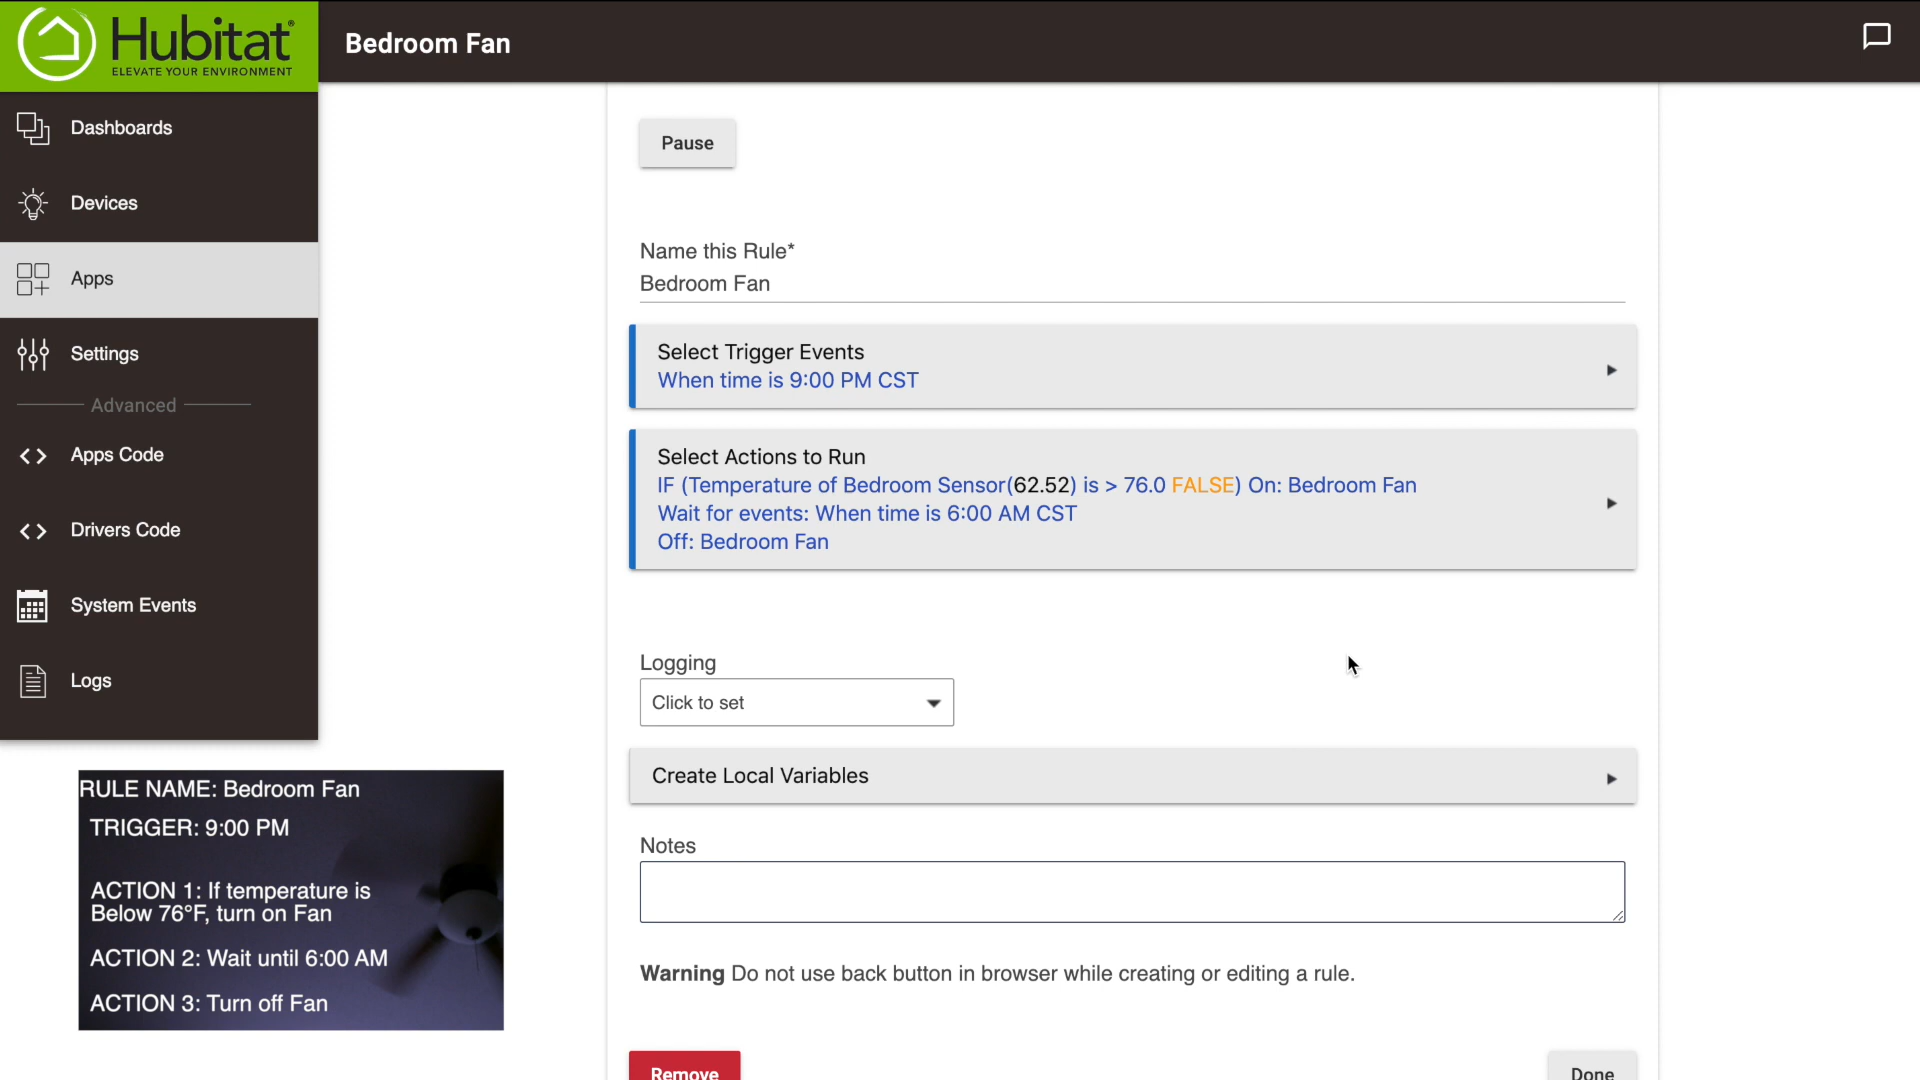 Hubitat
ELEVATE YOUR ENVIRONMENT
Bedroom Fan
Dashboards
Devices
Apps
Settings
Advanced
Apps Code
Drivers Code
System Events
Logs
Pause
Name this Rule*
Bedroom Fan
Select Trigger Events
When time is 9:00 PM CST
Select Actions to Run
IF (Temperature of Bedroom Sensor(62.52) is > 76.0 FALSE) On: Bedroom Fan
Wait for events: When time is 6:00 AM CST
Off: Bedroom Fan
Logging
Click to set
Create Local Variables
Notes
Warning Do not use back button in browser while creating or editing a rule.
Remove
Done
RULE NAME: Bedroom Fan
TRIGGER: 9:00 PM
ACTION 1: If temperature is
Below 76°F, turn on Fan
ACTION 2: Wait until 6:00 AM
ACTION 3: Turn off Fan